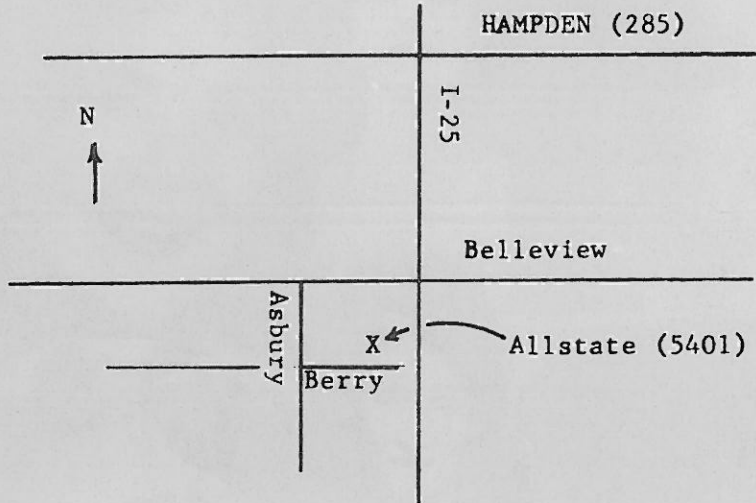 HAMPDEN (285)
N
I-25
Belleview
Asbury
X
Allstate (5401)
Berry